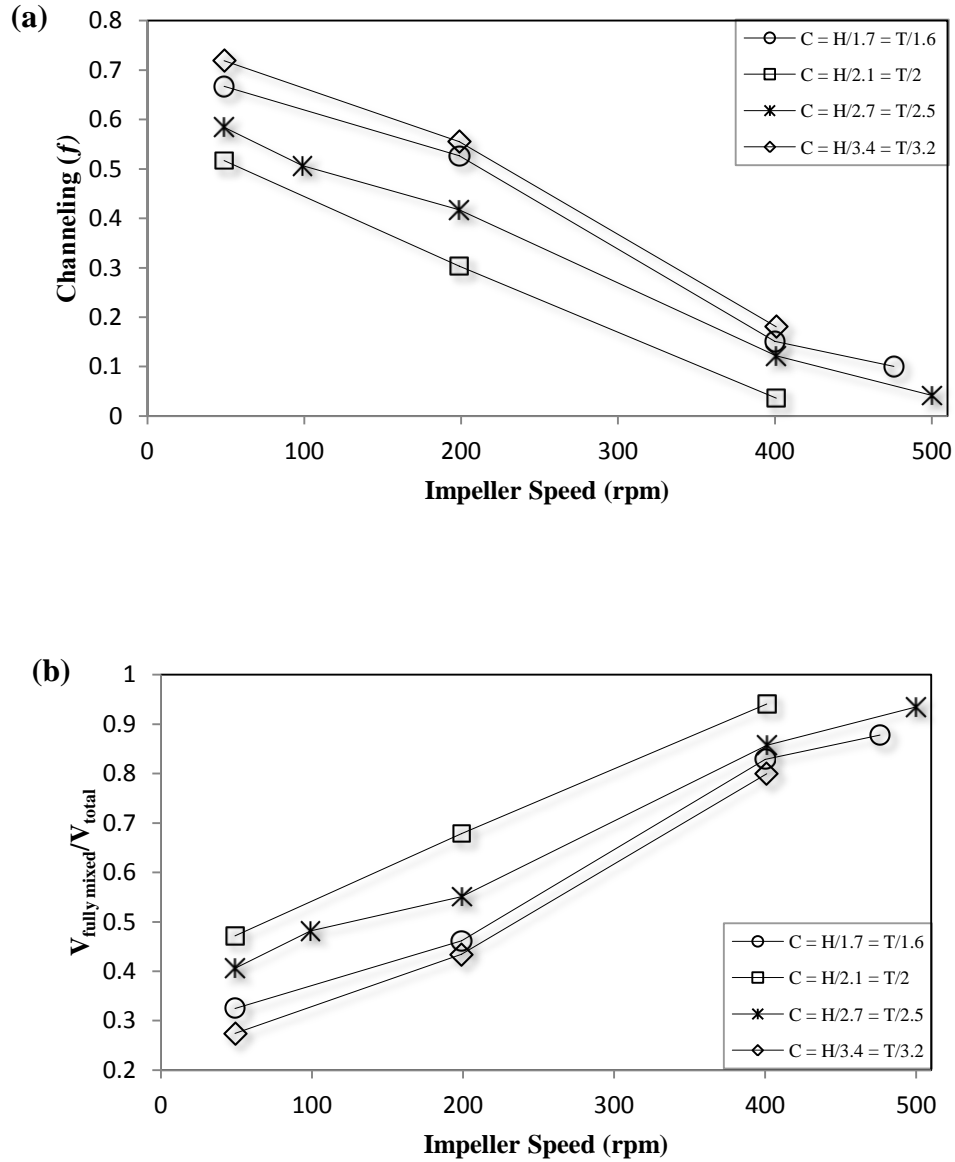 (a)
0.8
0.7
0.6
0.5
0.4
0.3
0.2
0.1
0
Channeling (f)
0 100 200 300 400 500
Impeller Speed (rpm)
C = H/1.7 = T/1.6
C = H/2.1 = T/2
C = H/2.7 = T/2.5
C = H/3.4 = T/3.2
(b)
1
0.9
0.8
0.7
0.6
0.5
0.4
0.3
0.2
Vfully mixed/Vtotal
0 100 200 300 400 500
Impeller Speed (rpm)
C = H/1.7 = T/1.6
C = H/2.1 = T/2
C = H/2.7 = T/2.5
C = H/3.4 = T/3.2